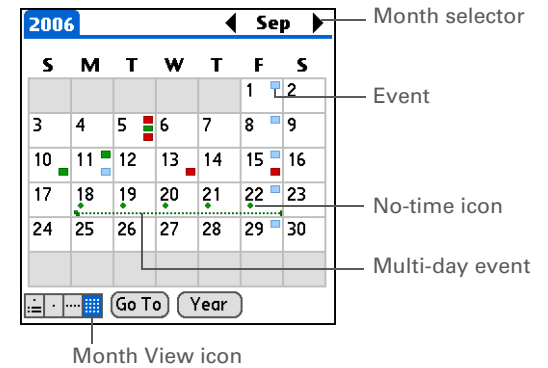 2006
Sep
Month selector
S M T W T F S
1 2
Event
3 4 5 6 7 8 9
10 11 12 13 14 15 16
17 18 19 20 21 22 23
No-time icon
24 25 26 27 28 29 30
Multi-day event
Go To Year
Month View icon